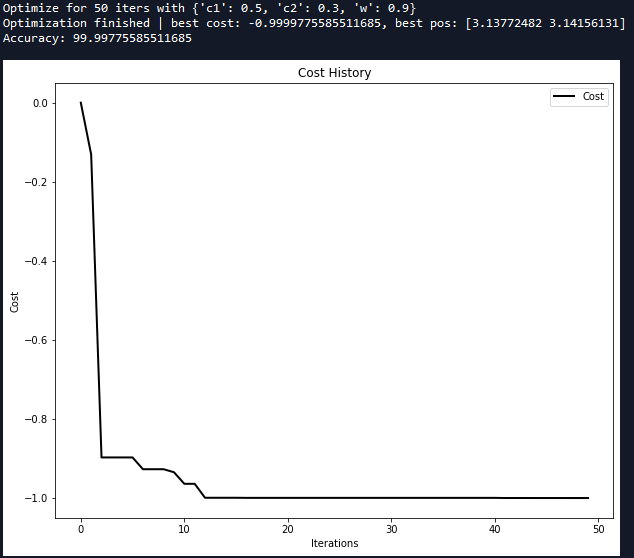 Optimize for 50 iters with {'c1': 0.5, 'c2': 0.3, 'w': 0.9}
Optimization finished | best cost: -0.9999775585511685, best pos: [3.13772482 3.14156131]
Accuracy: 99.99775585511685
Cost History
Cost
0.0
−0.2
−0.4
−0.6
−0.8
−1.0
Cost
0
10
20
30
40
50
Iterations